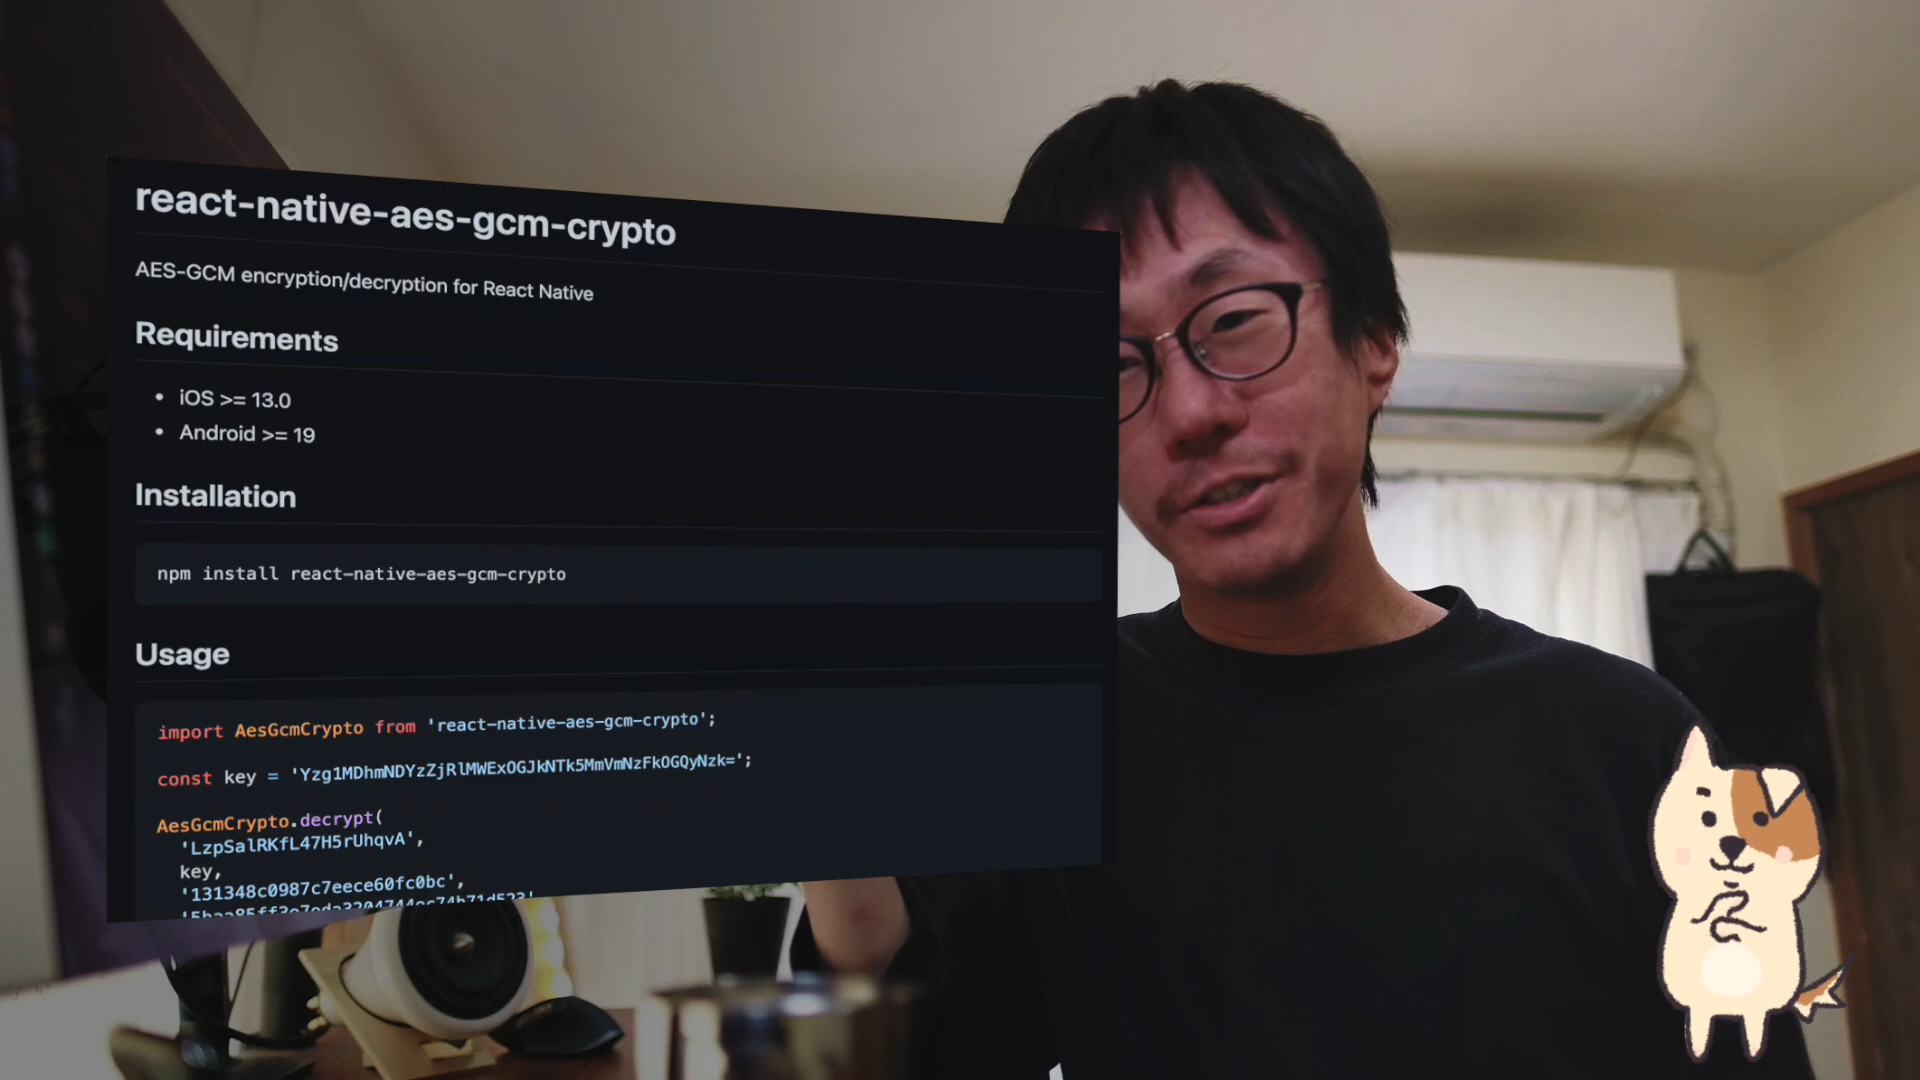 react-native-aes-gcm-crypto
AES-GCM encryption/decryption for React Native
Requirements
• iOS >= 13.0
• Android >= 19
Installation
npm install react-native-aes-gcm-crypto
Usage
import AesGcmCrypto from 'react-native-aes-gcm-crypto';
const key = 'Yzg1MDhmNDYzZjRlMWExOGJkNTk5MmVmNzFkOGQyNzk=';
AesGcmCrypto.decrypt(
'LzpSalRKfL47H5rUhqvA',
key,
'131348c0987c7eece60fc0bc',